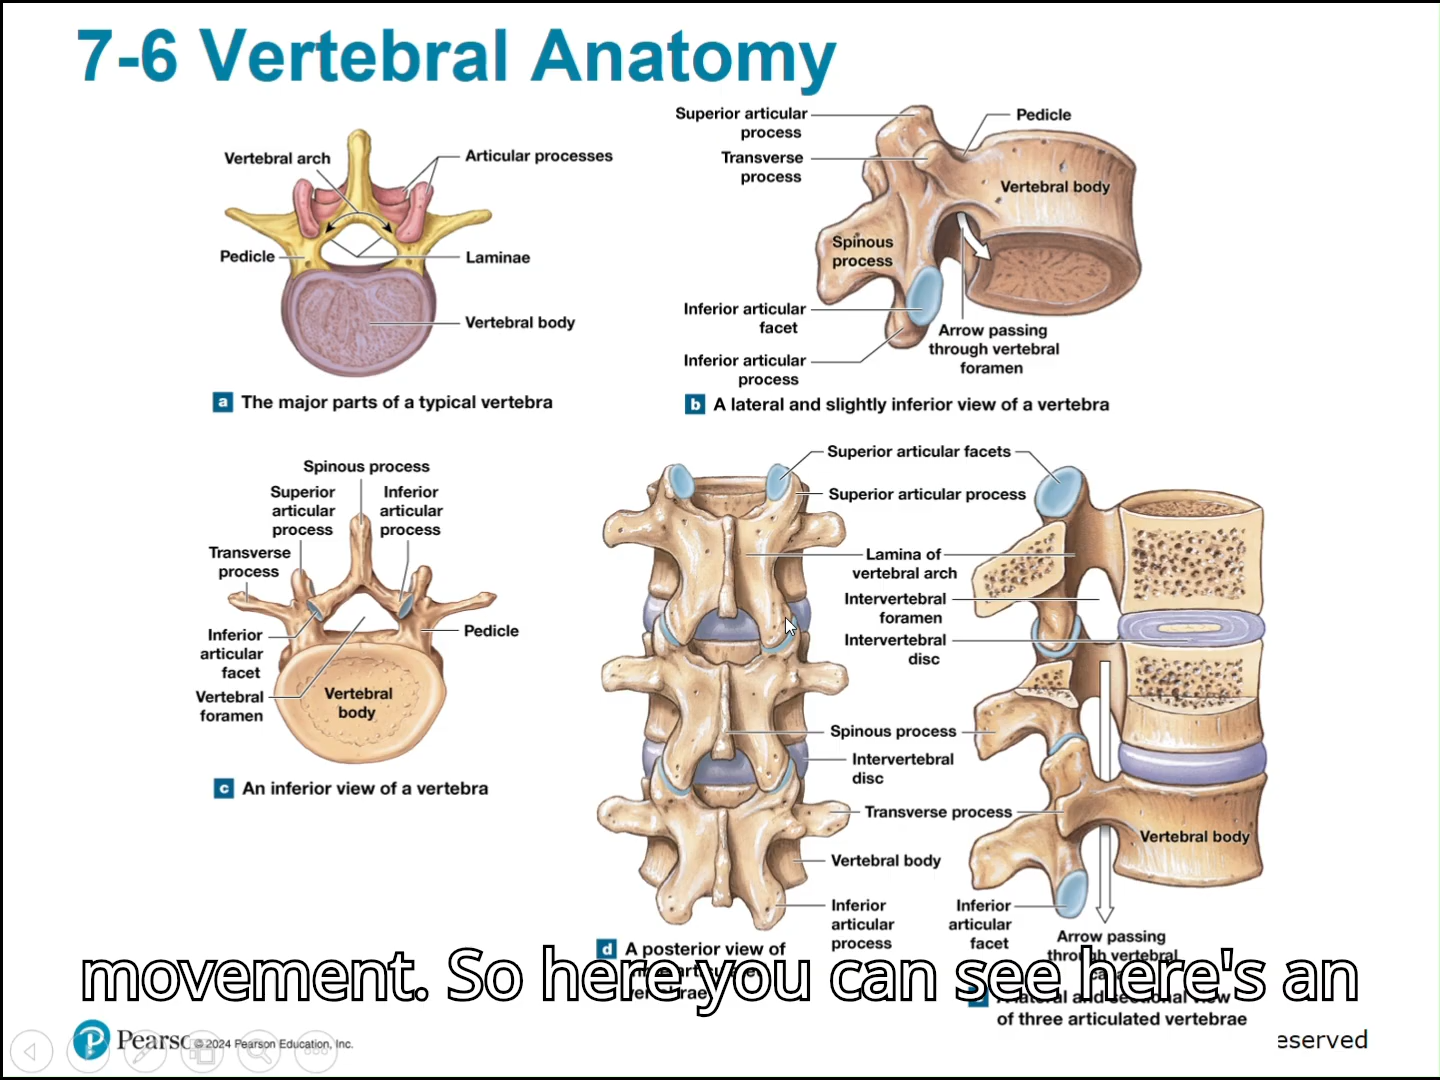 7-6 Vertebral Anatomy
Vertebral arch
Articular processes
Pedicle
Laminae
Vertebral body
a The major parts of a typical vertebra
Superior articular
process
Pedicle
Transverse
process
Vertebral body
Spinous
process
Inferior articular
facet
Arrow passing
through vertebral
foramen
Inferior articular
process
b A lateral and slightly inferior view of a vertebra
Spinous process
Superior
articular
process
Inferior
articular
process
Transverse
process
Inferior
articular
facet
Pedicle
Vertebral
foramen
Vertebral
body
c An inferior view of a vertebra
Superior articular facets
Superior articular process
Lamina of
vertebral arch
Intervertebral
foramen
Intervertebral
disc
Spinous process
Intervertebral
disc
Transverse process
Vertebral body
Vertebral body
Inferior
articular
process
Inferior
articular
facet
Arrow passing
through vertebral
d A posterior view of
A lateral and sectional view
of three articulated vertebrae
movement. So here you can see here's an
P Pearson
© 2024 Pearson Education, Inc.
eserved